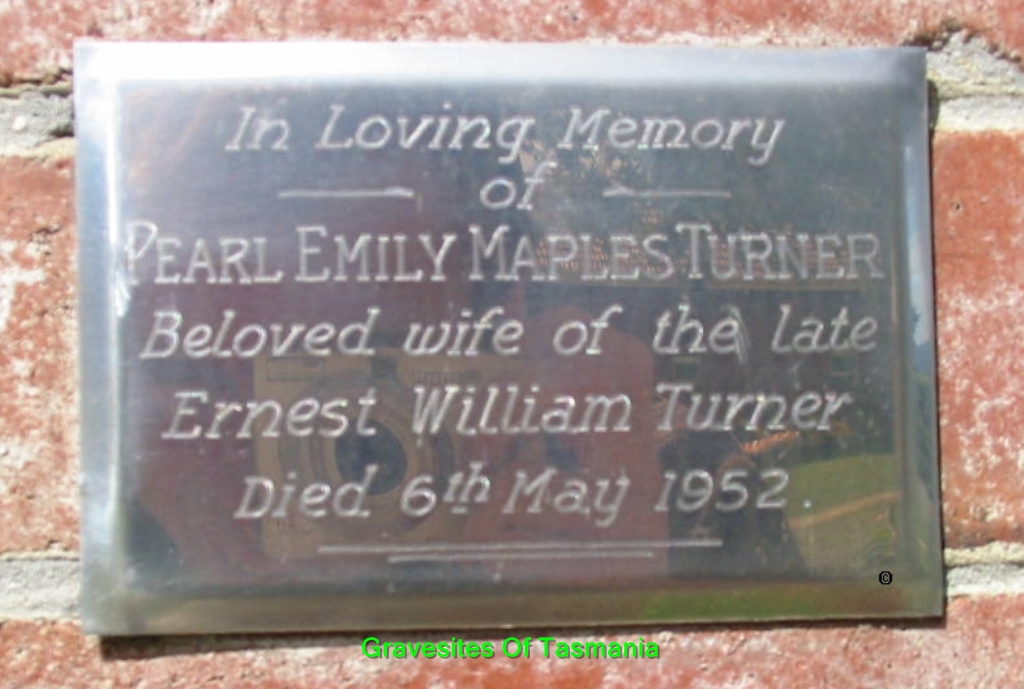 In Loving Memory
of
PEARL EMILY MAPLES TURNER
Beloved wife of the late
Ernest William Turner
Died 6th May 1952.
©
Gravesites Of Tasmania